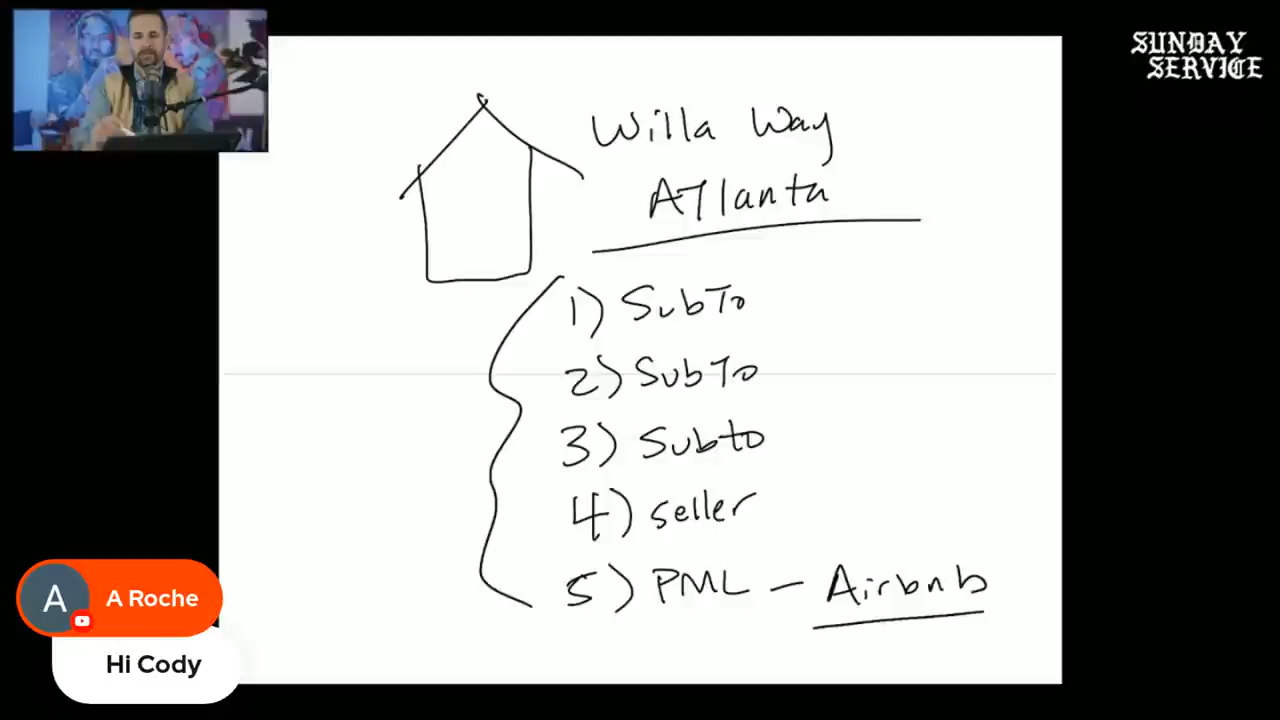 SUNDAY
SERVICE
Willa Way
Atlanta
1) SubTo
2) SubTo
3) Subto
4) seller
5) PML - Airbnb
A
A Roche
Hi Cody